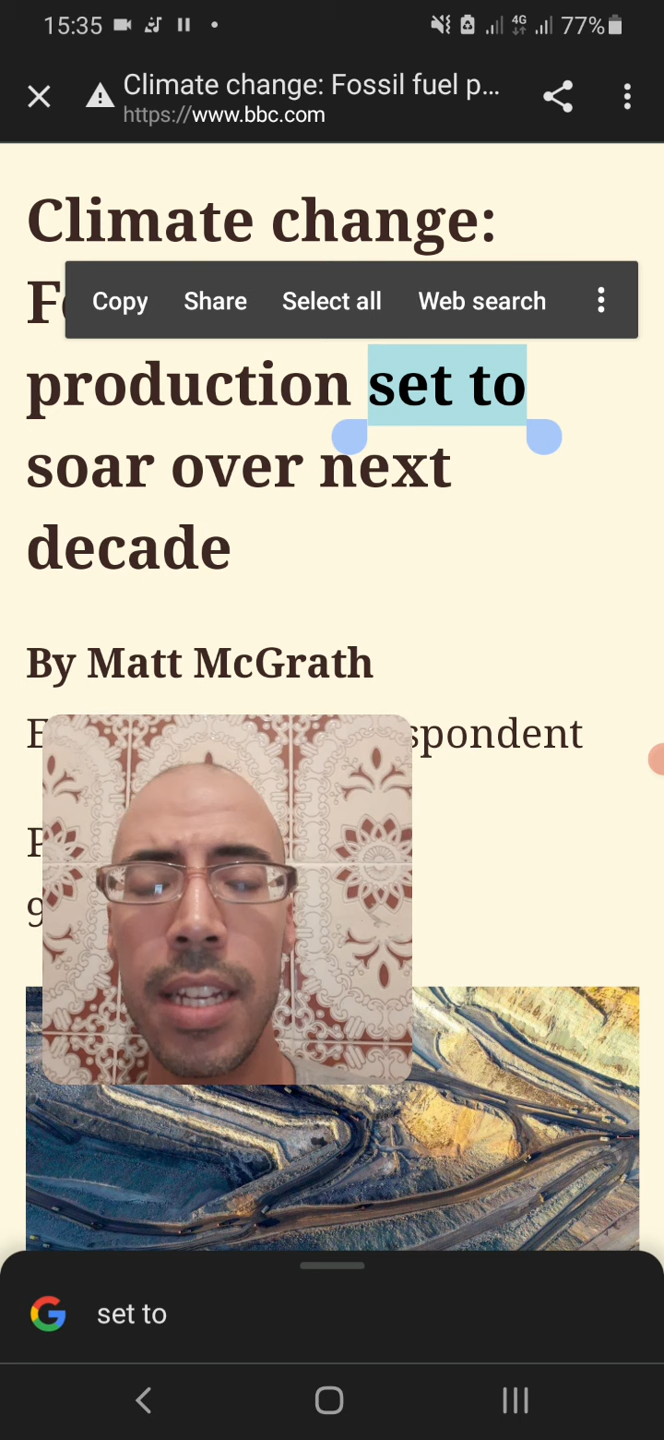 15:35
4G
77%
Climate change: Fossil fuel p...
https://www.bbc.com
Climate change:
Copy Share Select all Web search
production set to
soar over next
decade
By Matt McGrath
spondent
set to